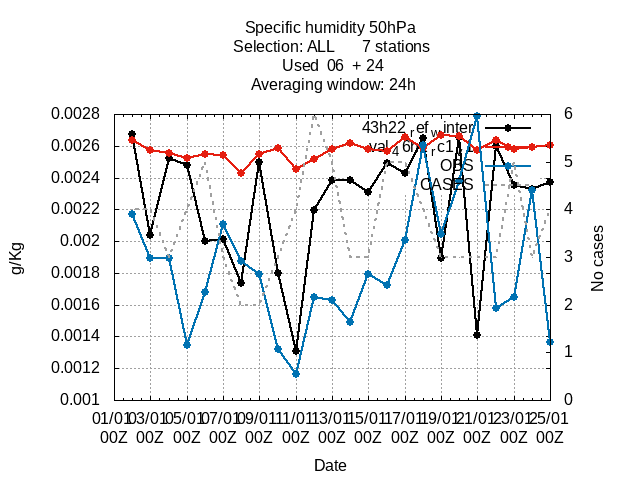 Specific humidity 50hPa
Selection: ALL 7 stations
Used 06 + 24
Averaging window: 24h
0.0028
0.0026
0.0024
0.0022
0.002
0.0018
0.0016
0.0014
0.0012
0.001
6
5
4
3
2
1
0
g/Kg
No cases
43h22_ref_winter
OBS
CASES
01/01 03/01 05/01 07/01 09/01 11/01 13/01 15/01 17/01 19/01 21/01 23/01 25/01
00Z 00Z 00Z 00Z 00Z 00Z 00Z 00Z 00Z 00Z 00Z 00Z 00Z
Date